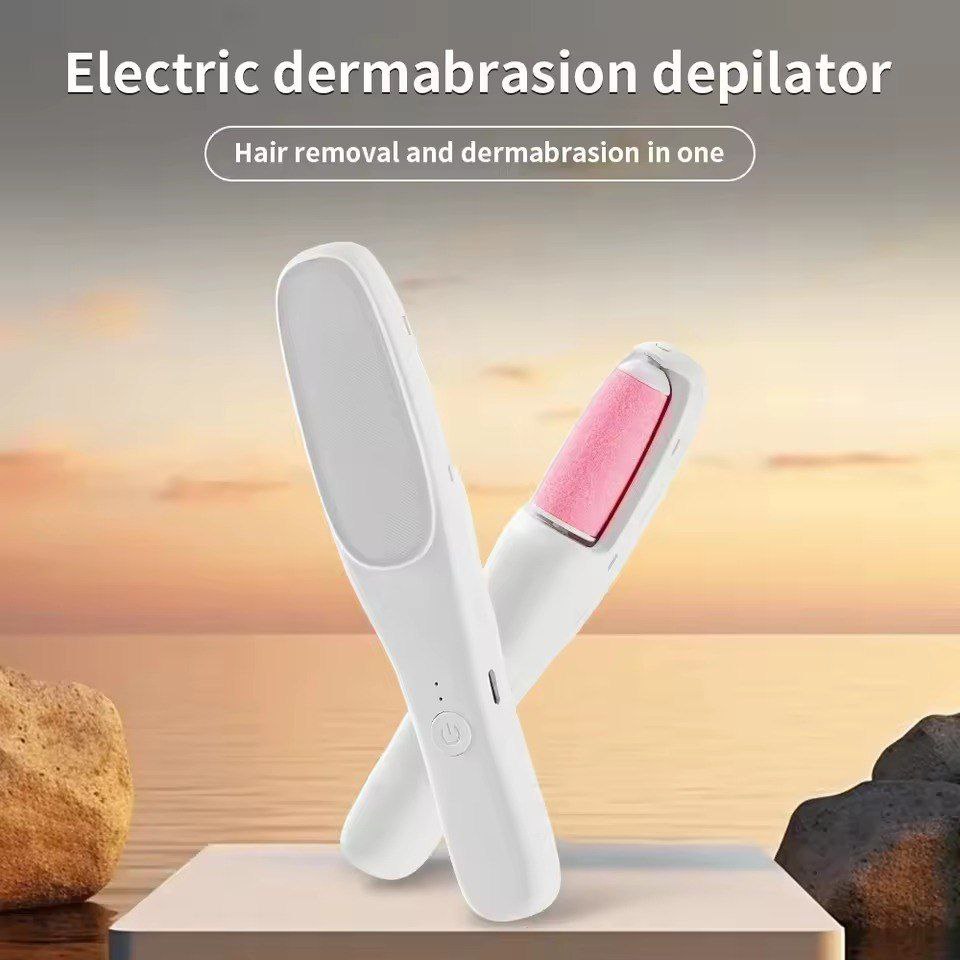 Electric dermabrasion depilator
Hair removal and dermabrasion in one